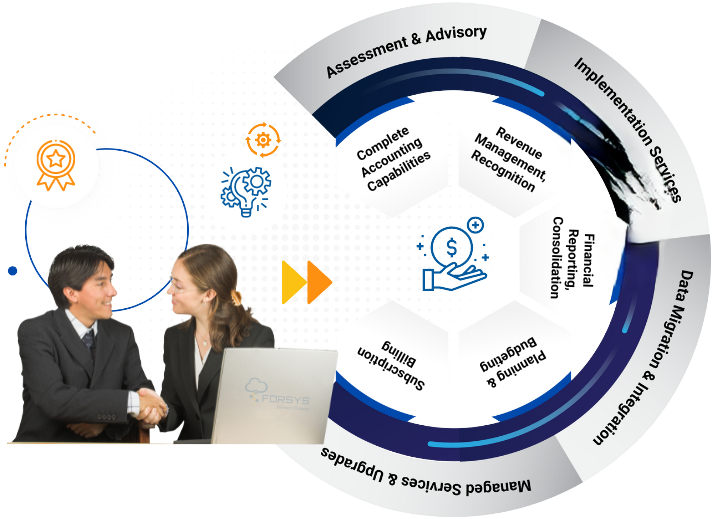 Assessment & Advisory
Implementation Services
Data Migration & Integration
Managed Services & Upgrades
Complete
Accounting
Capabilities
Revenue
Management,
Recognition
Financial
Reporting,
Consolidation
Planning &
Budgeting
Subscription
Billing
$
FORSYS